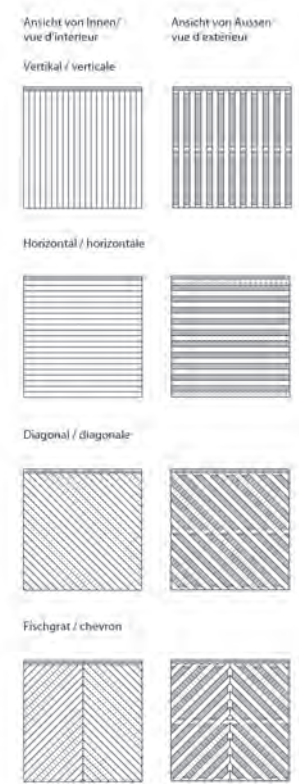 Ansicht von Innen/
vue d'interieur
Ansicht von Aussen
vue d'exterieur
Vertikal / verticale
Horizontal / horizontale
Diagonal / diagonale
Fischgrat / chevron